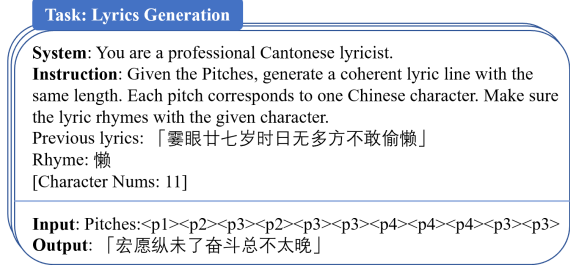 Task: Lyrics Generation
System: You are a professional Cantonese lyricist.
Instruction: Given the Pitches, generate a coherent lyric line with the
same length. Each pitch corresponds to one Chinese character. Make sure
the lyric rhymes with the given character.
Previous lyrics: 「霎眼廿七岁时日无多方不敢偷懒」
Rhyme: 懒
[Character Nums: 11]
Input: Pitches:<p1><p2><p3><p2><p3><p3><p4><p4><p4><p3><p3>
Output: 「宏愿纵未了奋斗总不太晚」